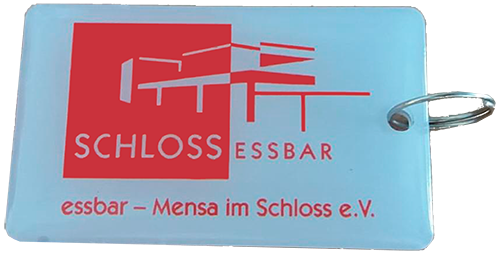 SCHLOSS ESSBAR
essbar – Mensa im Schloss e.V.